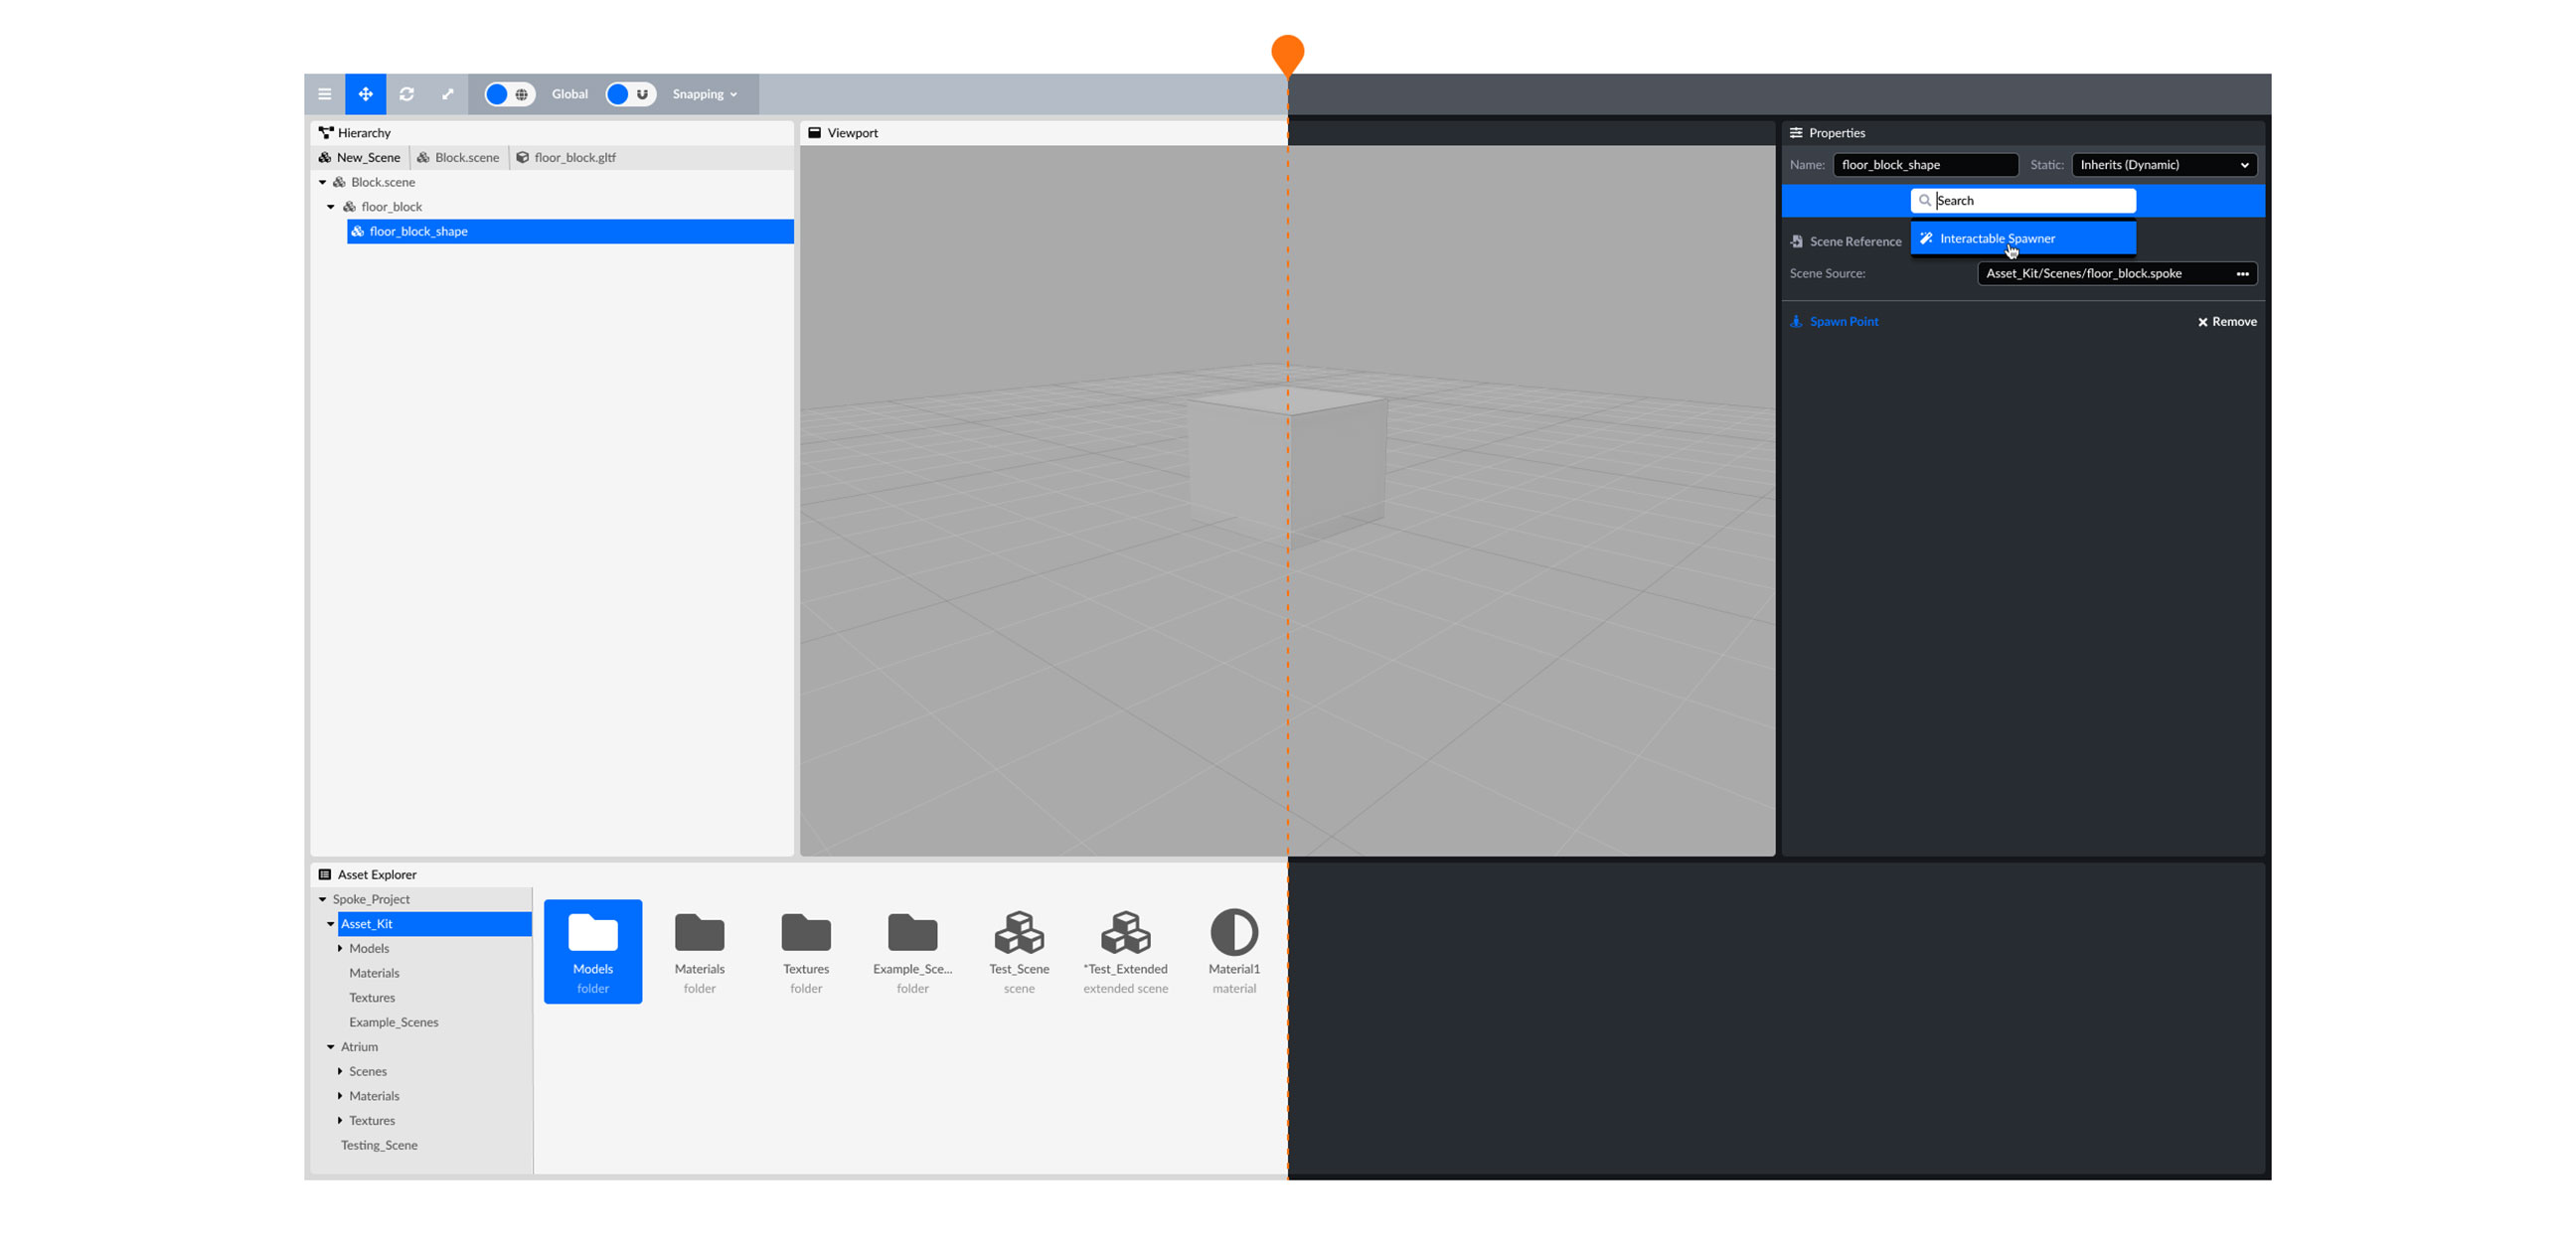 Global Snapping
Hierarchy
New_Scene Block.scene floor_block.gltf
Block.scene
floor_block
floor_block_shape
Viewport
Properties
Name: floor_block_shape Static: Inherits (Dynamic)
Search
Interactable Spawner
Scene Reference
Scene Source: Asset_Kit/Scenes/floor_block.spoke
Spawn Point Remove
Asset Explorer
Spoke_Project
Asset_Kit
Models
Materials
Textures
Example_Scenes
Atrium
Scenes
Materials
Textures
Testing_Scene
Models
folder
Materials
folder
Textures
folder
Example_Sce...
folder
Test_Scene
scene
*Test_Extended
extended scene
Material1
material